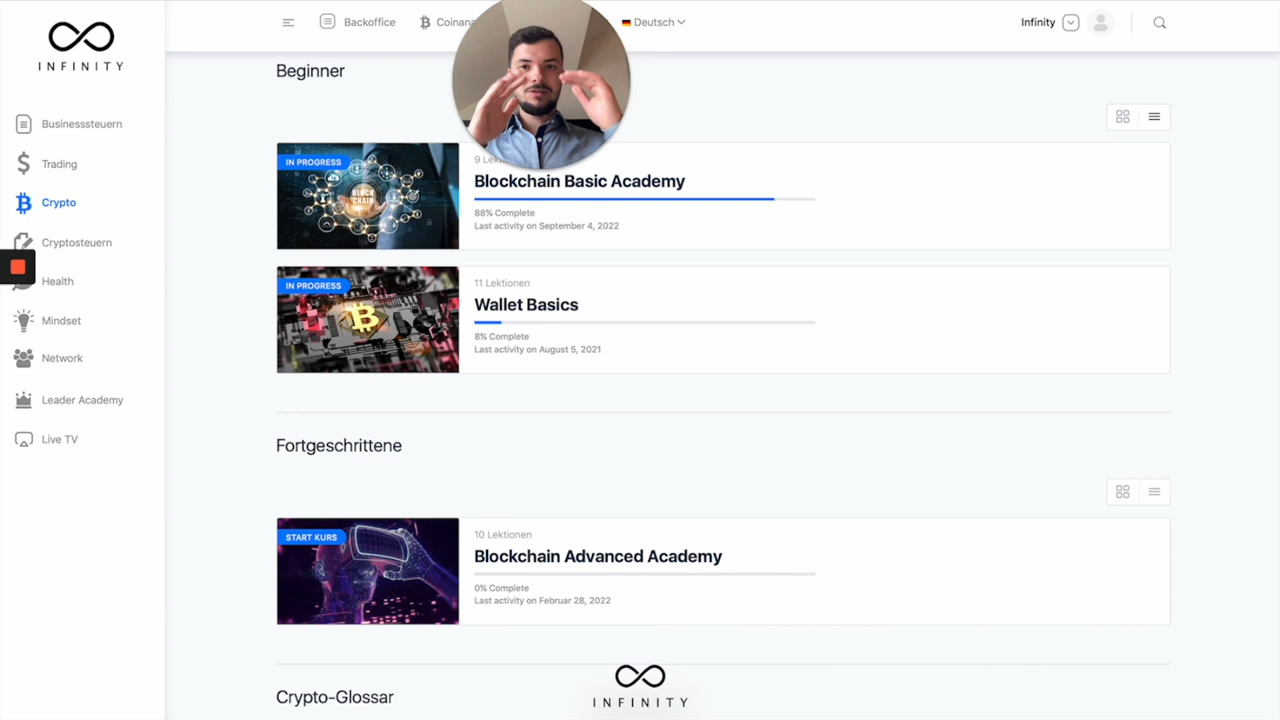 INFINITY
Businesssteuern
Trading
Crypto
Cryptosteuern
Health
Mindset
Network
Leader Academy
Live TV
Backoffice
Deutsch
Infinity
Beginner
IN PROGRESS
BLOCK
CHAIN
Blockchain Basic Academy
88% Complete
Last activity on September 4, 2022
IN PROGRESS
11 Lektionen
Wallet Basics
8% Complete
Last activity on August 5, 2021
Fortgeschrittene
START KURS
10 Lektionen
Blockchain Advanced Academy
0% Complete
Last activity on Februar 28, 2022
Crypto-Glossar
INFINITY